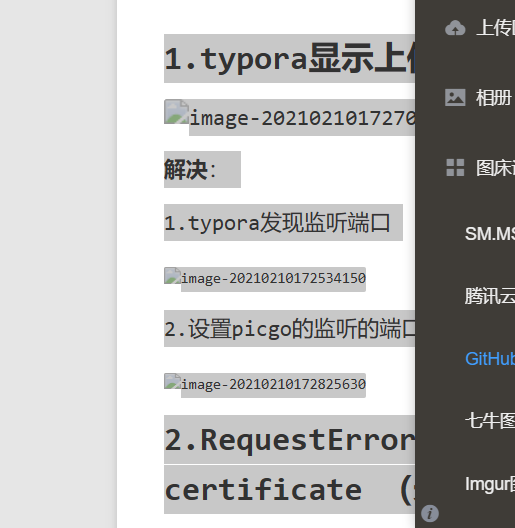 1.typora显示上
image-2021021017270
解决:
1.typora发现监听端口
image-20210210172534150
2.设置picgo的监听的端口
image-20210210172825630
2.RequestError
certificate (
上传
相册
图床
SM.MS
腾讯云
GitHub
七牛图
Imgur图